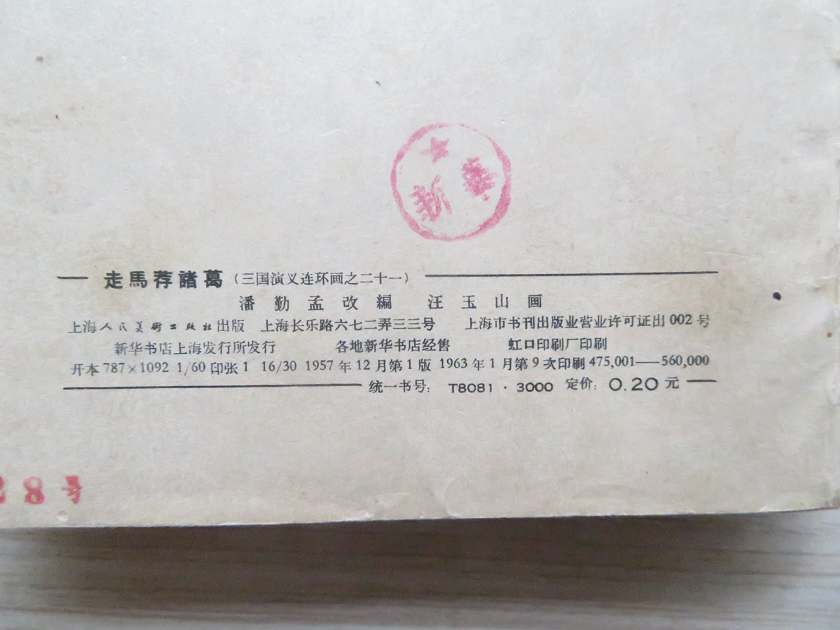 新華
走馬荐諸葛（三国演义连环画之二十一）
潘勤孟改編 汪玉山画
上海人民美術出版社出版 上海长乐路六七二弄三三号 上海市书刊出版业营业许可证出002号
新华书店上海发行所发行 各地新华书店经售 虹口印刷厂印刷
开本787×1092 1/60 印张1 16/30 1957年12月第1版 1963年1月第9次印刷 475,001—560,000
统一书号：T8081·3000 定价：0.20元
28号